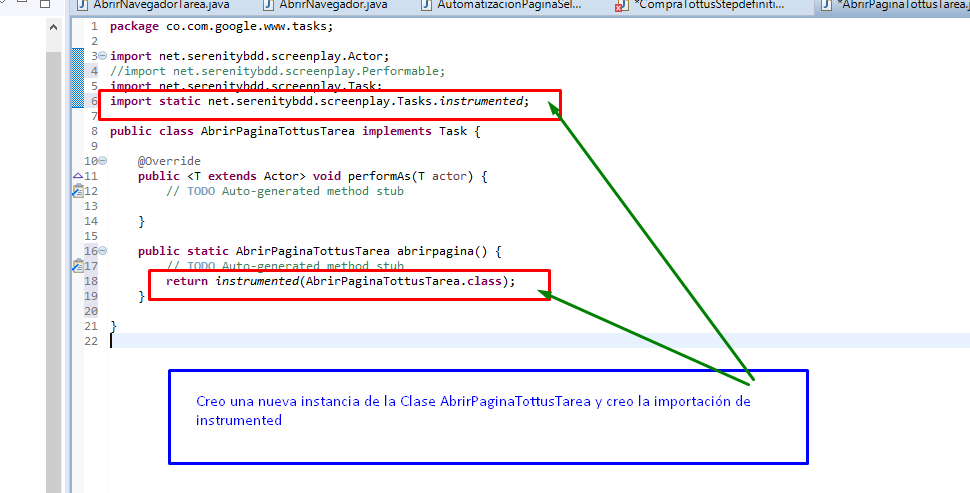 AbrirNavegadorTarea.java AbrirNavegador.java AutomatizacionPaginaSel... *CompraTottusStepdefiniti... *AbrirPaginaTottusTarea.j
1 package co.com.google.www.tasks;
2
3 import net.serenitybdd.screenplay.Actor;
4 //import net.serenitybdd.screenplay.Performable;
5 import net.serenitybdd.screenplay.Task;
6 import static net.serenitybdd.screenplay.Tasks.instrumented;
7
8 public class AbrirPaginaTottusTarea implements Task {
9
10 @Override
11 public <T extends Actor> void performAs(T actor) {
12 // TODO Auto-generated method stub
13
14 }
15
16 public static AbrirPaginaTottusTarea abrirpagina() {
17 // TODO Auto-generated method stub
18 return instrumented(AbrirPaginaTottusTarea.class);
19 }
20
21 }
22
Creo una nueva instancia de la Clase AbrirPaginaTottusTarea y creo la importación de
instrumented